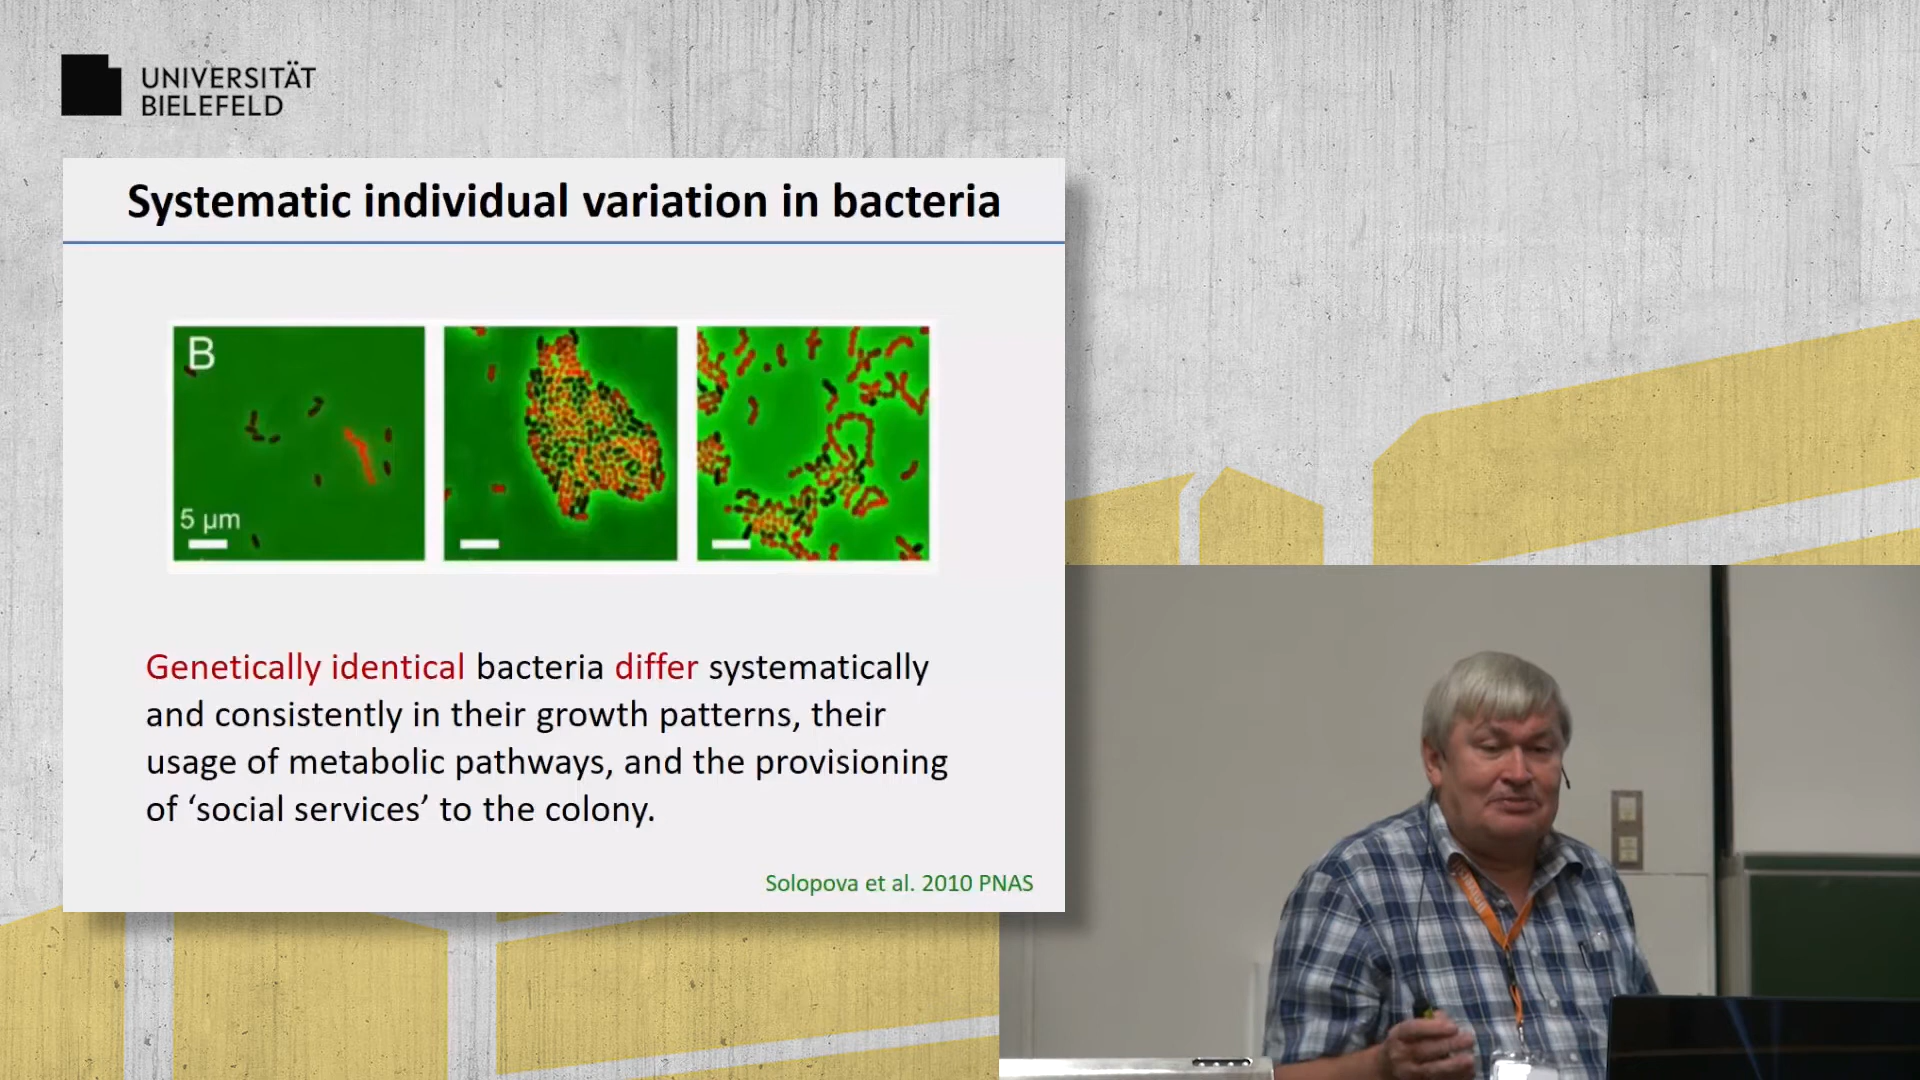 UNIVERSITÄT
BIELEFELD
Systematic individual variation in bacteria
B
5 µm
Genetically identical bacteria differ systematically
and consistently in their growth patterns, their
usage of metabolic pathways, and the provisioning
of ‘social services’ to the colony.
Solopova et al. 2010 PNAS